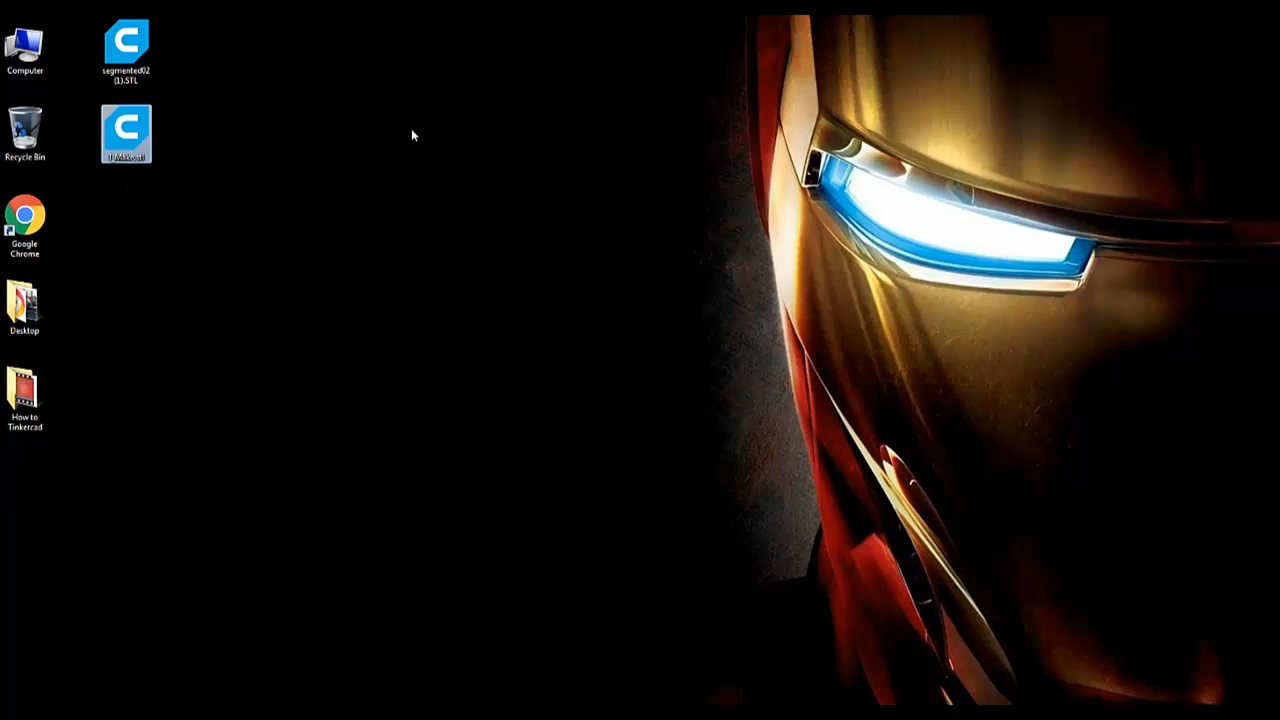 Computer
segmented02
(1).STL
Recycle Bin
Google
Chrome
Desktop
How to
Tinkercad